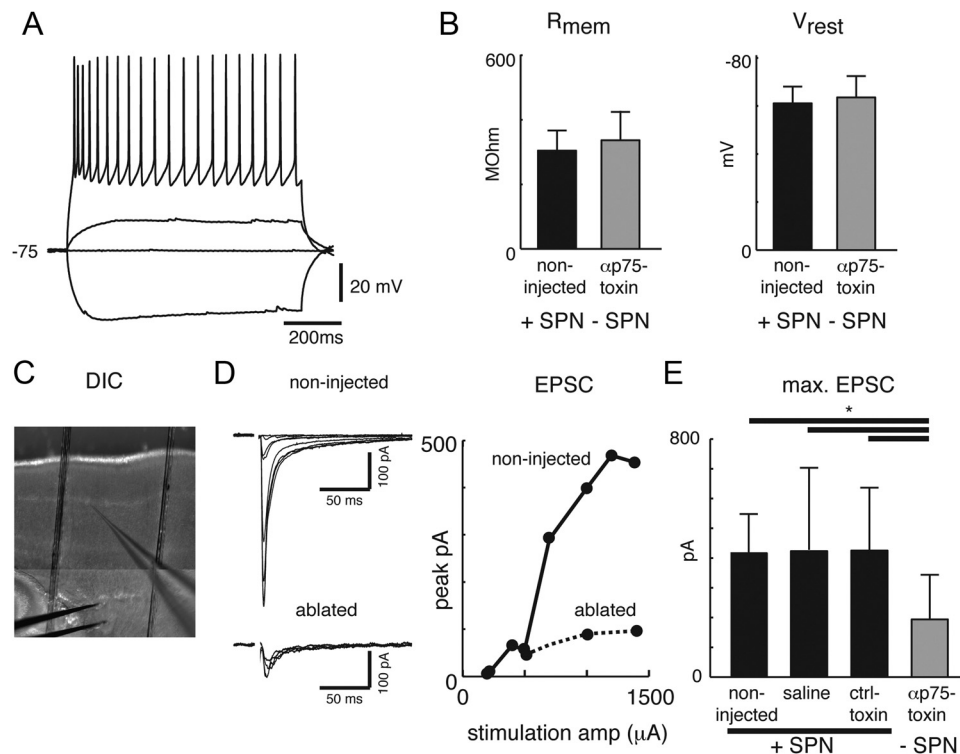 A
-75
20 mV
200ms
B
R mem
600
MOhm
0
non-
injected
αp75-
toxin
+ SPN - SPN
V rest
-80
mV
0
non-
injected
αp75-
toxin
+ SPN - SPN
C
DIC
D
non-injected
100 pA
50 ms
ablated
100 pA
50 ms
EPSC
500
non-injected
peak pA
ablated
0
0
1500
stimulation amp (μA)
E
max. EPSC
*
800
pA
0
non-
injected
saline
ctrl-
toxin
αp75-
toxin
+ SPN
- SPN